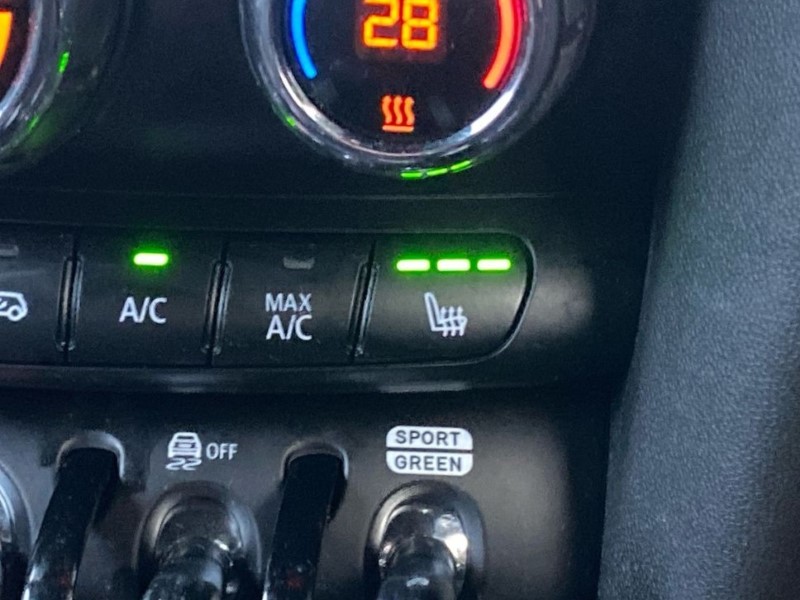 28
A/C
MAX
A/C
OFF
SPORT
GREEN